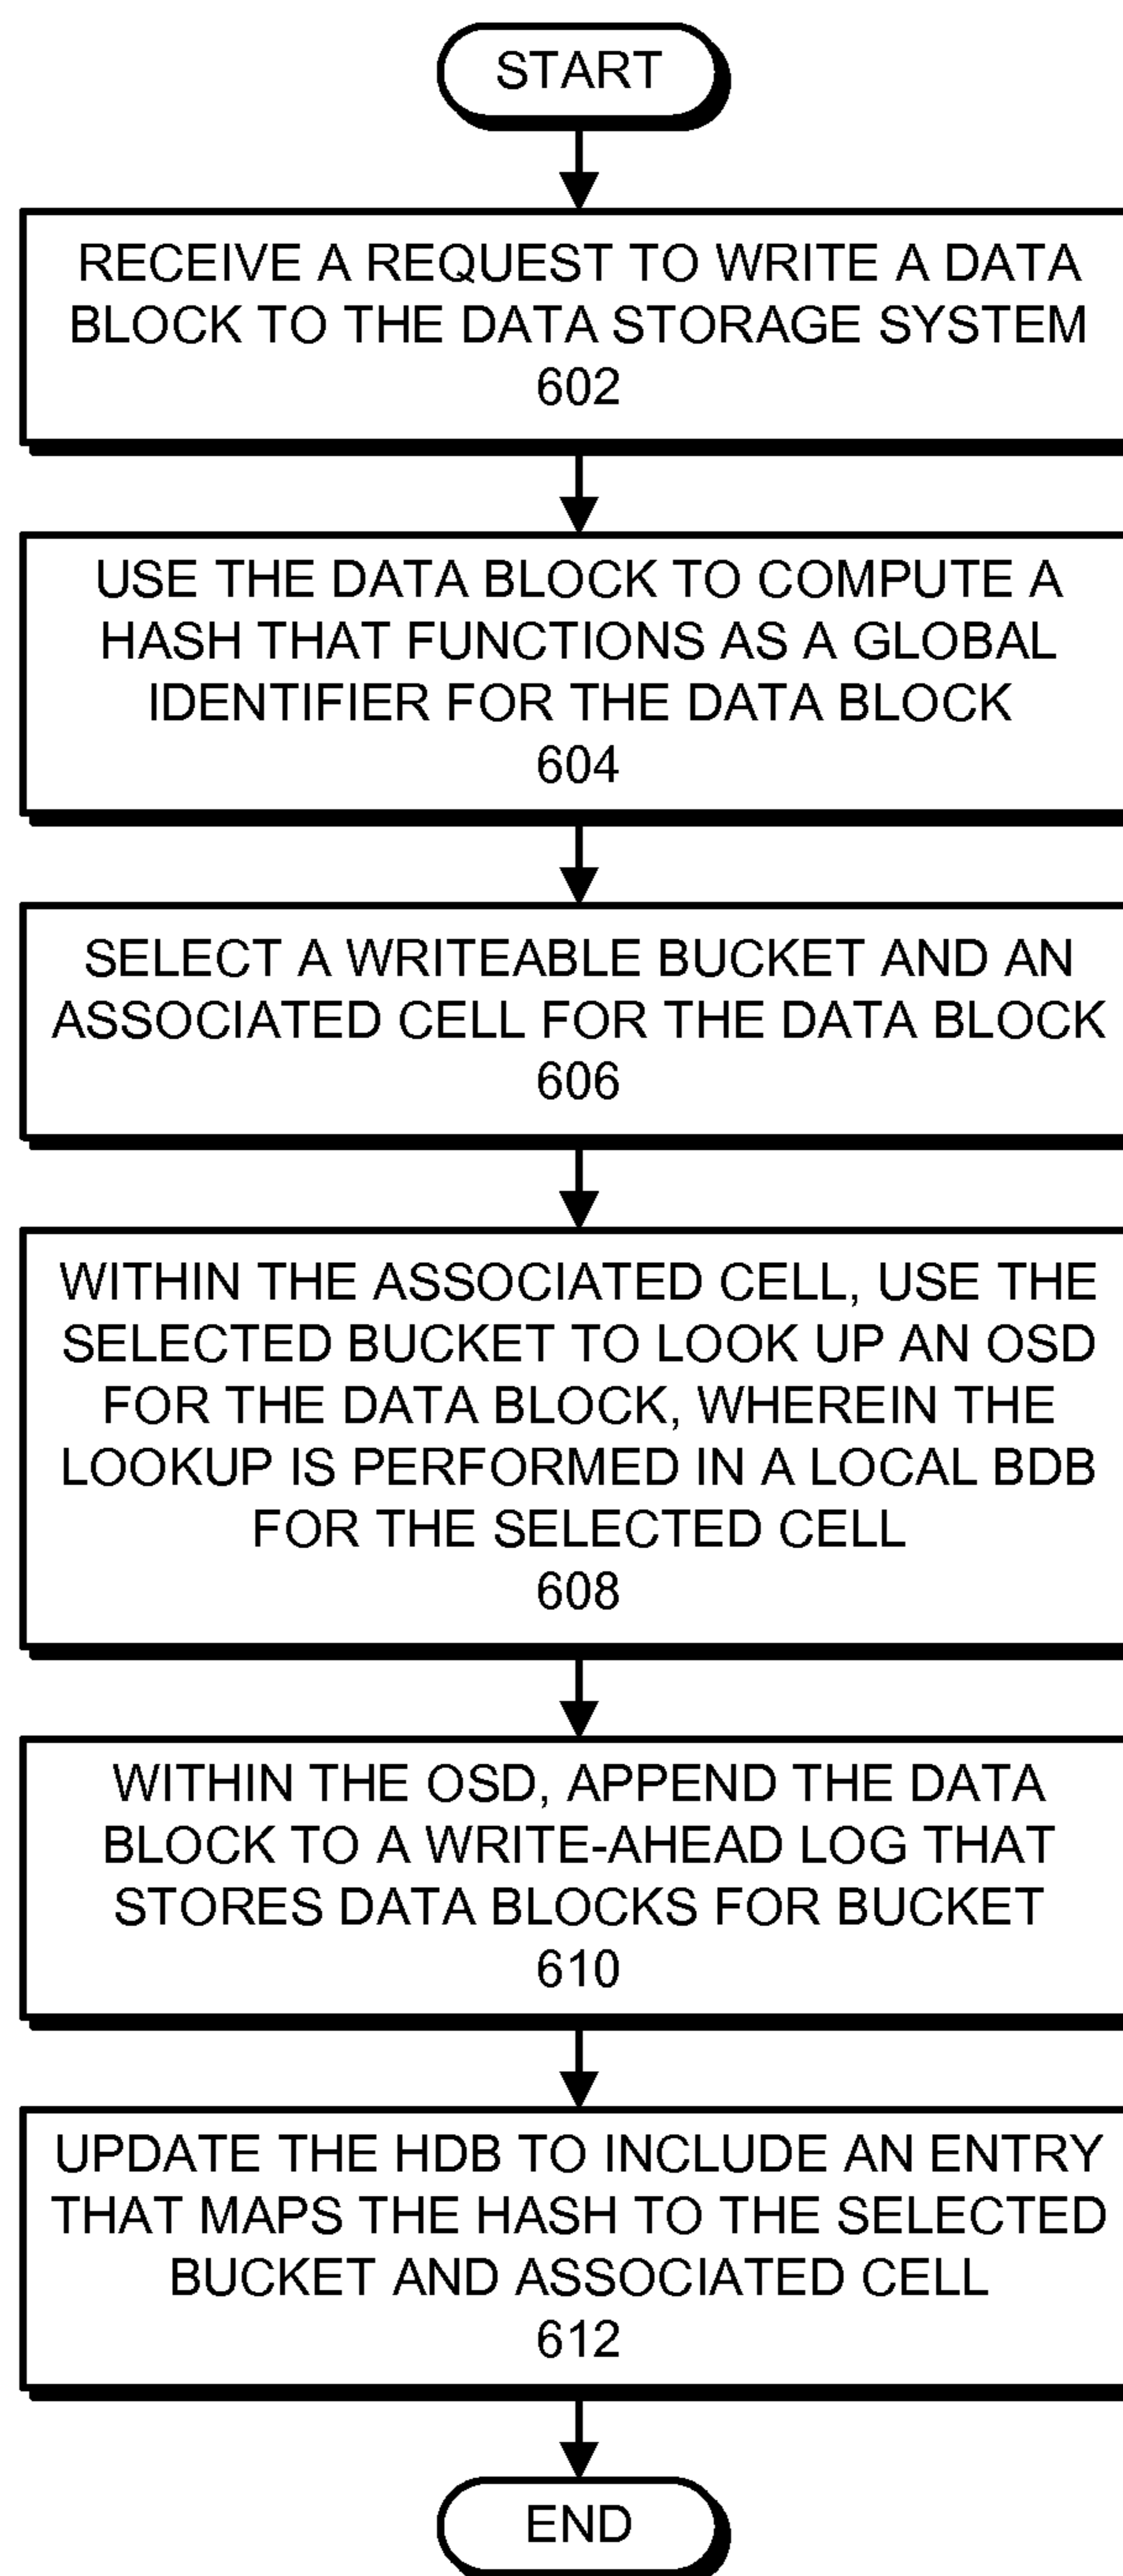 START
RECEIVE A REQUEST TO WRITE A DATA
BLOCK TO THE DATA STORAGE SYSTEM
602
USE THE DATA BLOCK TO COMPUTE A
HASH THAT FUNCTIONS AS A GLOBAL
IDENTIFIER FOR THE DATA BLOCK
604
SELECT A WRITEABLE BUCKET AND AN
ASSOCIATED CELL FOR THE DATA BLOCK
606
WITHIN THE ASSOCIATED CELL, USE THE
SELECTED BUCKET TO LOOK UP AN OSD
FOR THE DATA BLOCK, WHEREIN THE
LOOKUP IS PERFORMED IN A LOCAL BDB
FOR THE SELECTED CELL
608
WITHIN THE OSD, APPEND THE DATA
BLOCK TO A WRITE-AHEAD LOG THAT
STORES DATA BLOCKS FOR BUCKET
610
UPDATE THE HDB TO INCLUDE AN ENTRY
THAT MAPS THE HASH TO THE SELECTED
BUCKET AND ASSOCIATED CELL
612
END